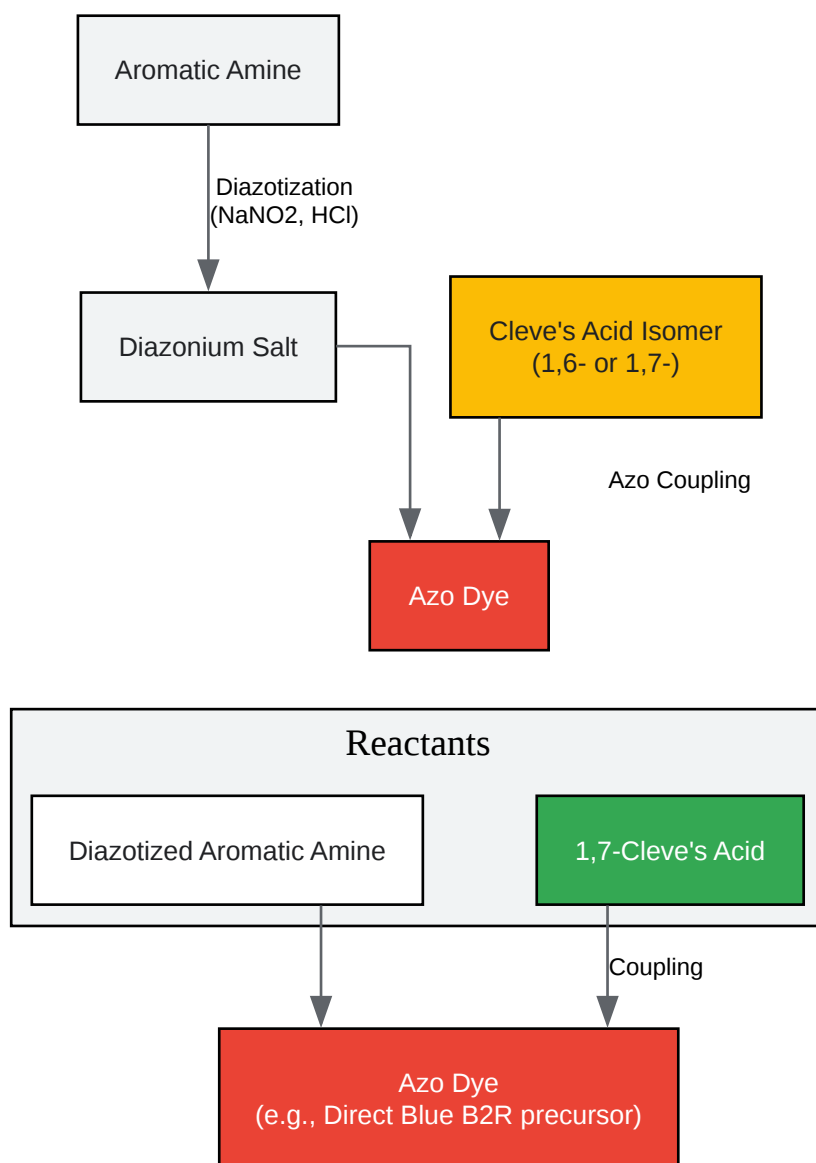 Aromatic Amine
Diazotization
(NaNO2, HCl)
Diazonium Salt
Cleve's Acid Isomer
(1,6- or 1,7-)
Azo Coupling
Azo Dye
Reactants
Diazotized Aromatic Amine
1,7-Cleve's Acid
Coupling
Azo Dye
(e.g., Direct Blue B2R precursor)